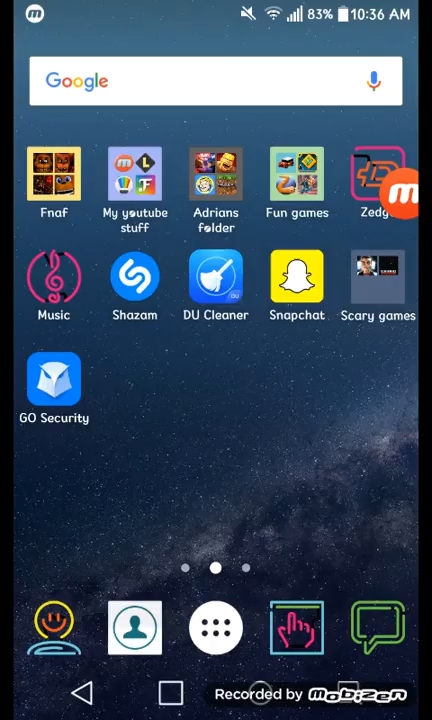 83% 10:36 AM
Google
Fnaf
My youtube
stuff
Adrians
folder
Fun games
Zedg
Music
Shazam
DU Cleaner
Snapchat
Scary games
GO Security
Recorded by mobizen